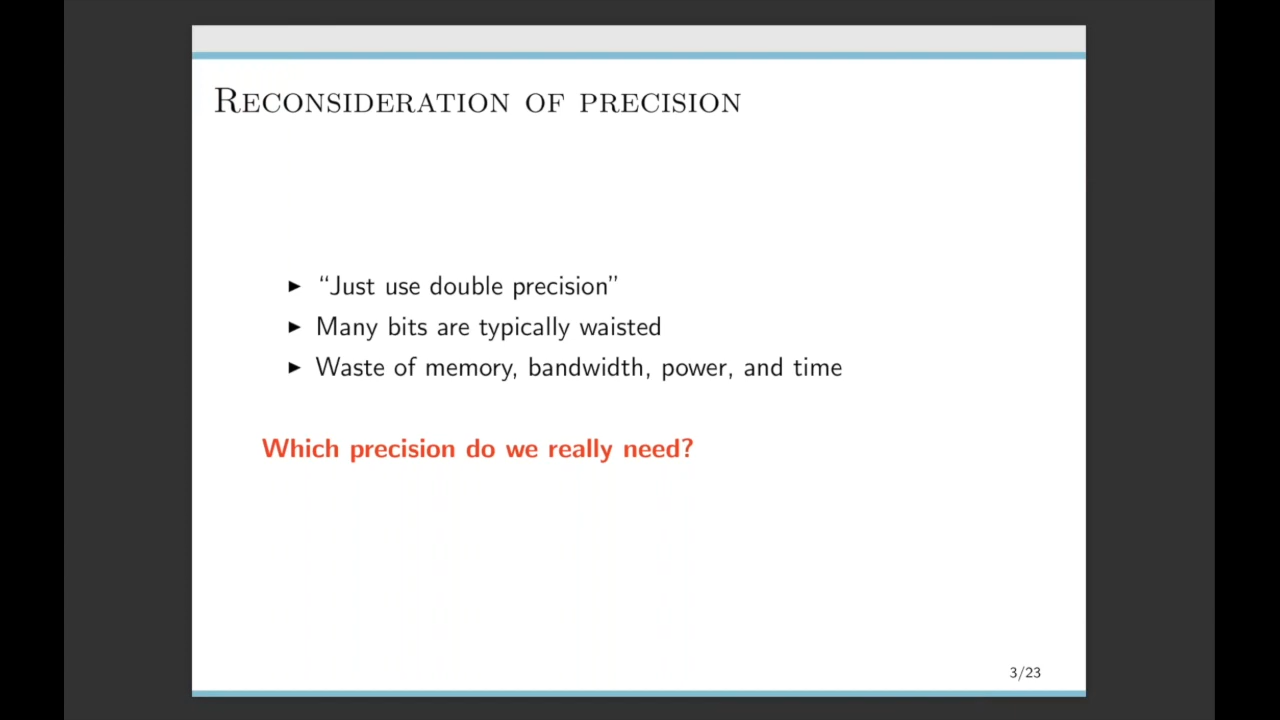 Reconsideration of precision
► “Just use double precision”
► Many bits are typically waisted
► Waste of memory, bandwidth, power, and time
Which precision do we really need?
3/23